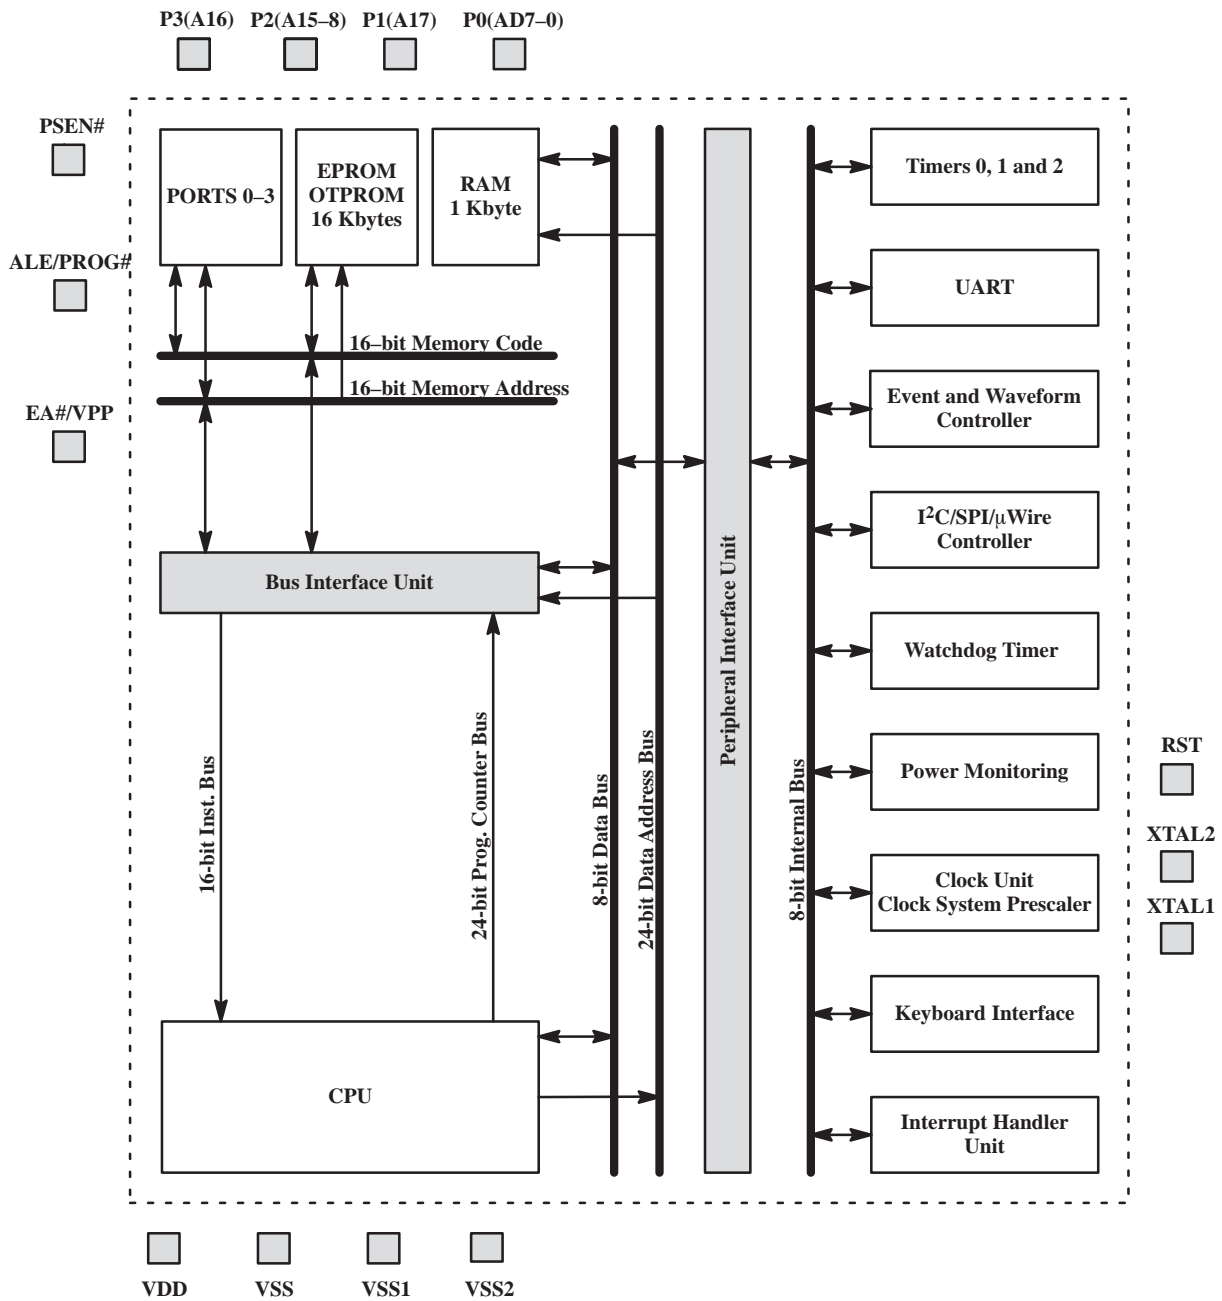 P3(A16) P2(A15–8) P1(A17) P0(AD7–0)
PSEN#
ALE/PROG#
EA#/VPP
PORTS 0–3
EPROM
OTPROM
16 Kbytes
RAM
1 Kbyte
16–bit Memory Code
16–bit Memory Address
Bus Interface Unit
16-bit Inst. Bus
24-bit Prog. Counter Bus
8-bit Data Bus
24-bit Data Address Bus
Peripheral Interface Unit
8-bit Internal Bus
CPU
Timers 0, 1 and 2
UART
Event and Waveform
Controller
I²C/SPI/μWire
Controller
Watchdog Timer
Power Monitoring
Clock Unit
Clock System Prescaler
Keyboard Interface
Interrupt Handler
Unit
RST
XTAL2
XTAL1
VDD VSS VSS1 VSS2